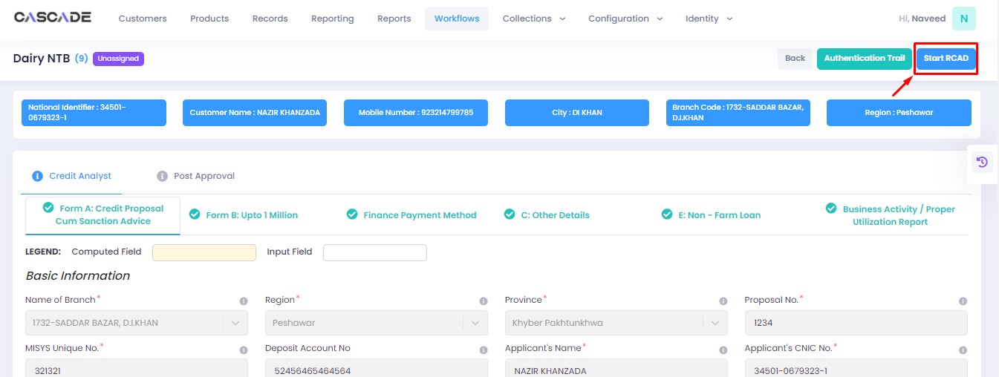 CASCADE Customers Products Records Reporting Reports Workflows Collections Configuration Identity Hi, Naveed N
Dairy NTB (9) Unassigned Back Authentication Trail Start RCAD
National Identifier : 34501-
0679323-1
Customer Name : NAZIR KHANZADA
Mobile Number : 923214799785
City : DI KHAN
Branch Code : 1732-SADDAR BAZAR,
D.I.KHAN
Region : Peshawar
Credit Analyst Post Approval
Form A: Credit Proposal
Cum Sanction Advice
Form B: Upto 1 Million
Finance Payment Method
C: Other Details
E: Non - Farm Loan
Business Activity / Proper
Utilization Report
LEGEND: Computed Field Input Field
Basic Information
Name of Branch* Region* Province* Proposal No.*
1732-SADDAR BAZAR, D.I.KHAN Peshawar Khyber Pakhtunkhwa 1234
MISYS Unique No.* Deposit Account No Applicant's Name* Applicant's CNIC No.*
321321 52456465464564 NAZIR KHANZADA 34501-0679323-1